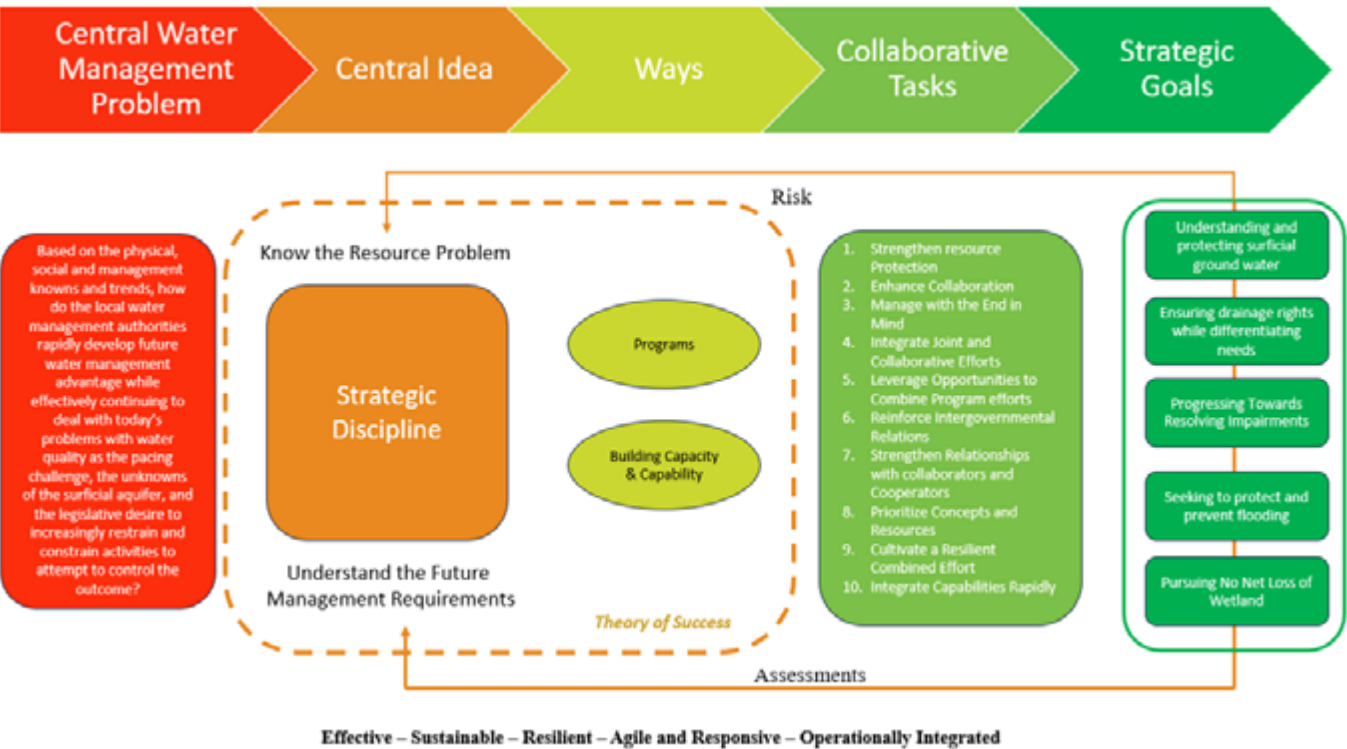 Central Water
Management
Problem
Central Idea
Ways
Collaborative
Tasks
Strategic
Goals
Risk
Based on the physical,
social and management
knowns and trends, how
do the local water
management authorities
rapidly develop future
water management
advantage while
effectively continuing to
deal with today's
problems with water
quality as the pacing
challenge, the unknowns
of the surficial aquifer, and
the legislative desire to
increasingly restrain and
constrain activities to
attempt to control the
outcome?
Know the Resource Problem
Strategic
Discipline
Understand the Future
Management Requirements
Programs
Building Capacity
& Capability
Theory of Success
1. Strengthen resource
Protection
2. Enhance Collaboration
3. Manage with the End in
Mind
4. Integrate Joint and
Collaborative Efforts
5. Leverage Opportunities to
Combine Program efforts
6. Reinforce Intergovernmental
Relations
7. Strengthen Relationships
with collaborators and
Cooperators
8. Prioritize Concepts and
Resources
9. Cultivate a Resilient
Combined Effort
10. Integrate Capabilities Rapidly
Understanding and
protecting surficial
ground water
Ensuring drainage rights
while differentiating
needs
Progressing Towards
Resolving Impairments
Seeking to protect and
prevent flooding
Pursuing No Net Loss of
Wetland
Assessments
Effective – Sustainable – Resilient – Agile and Responsive – Operationally Integrated